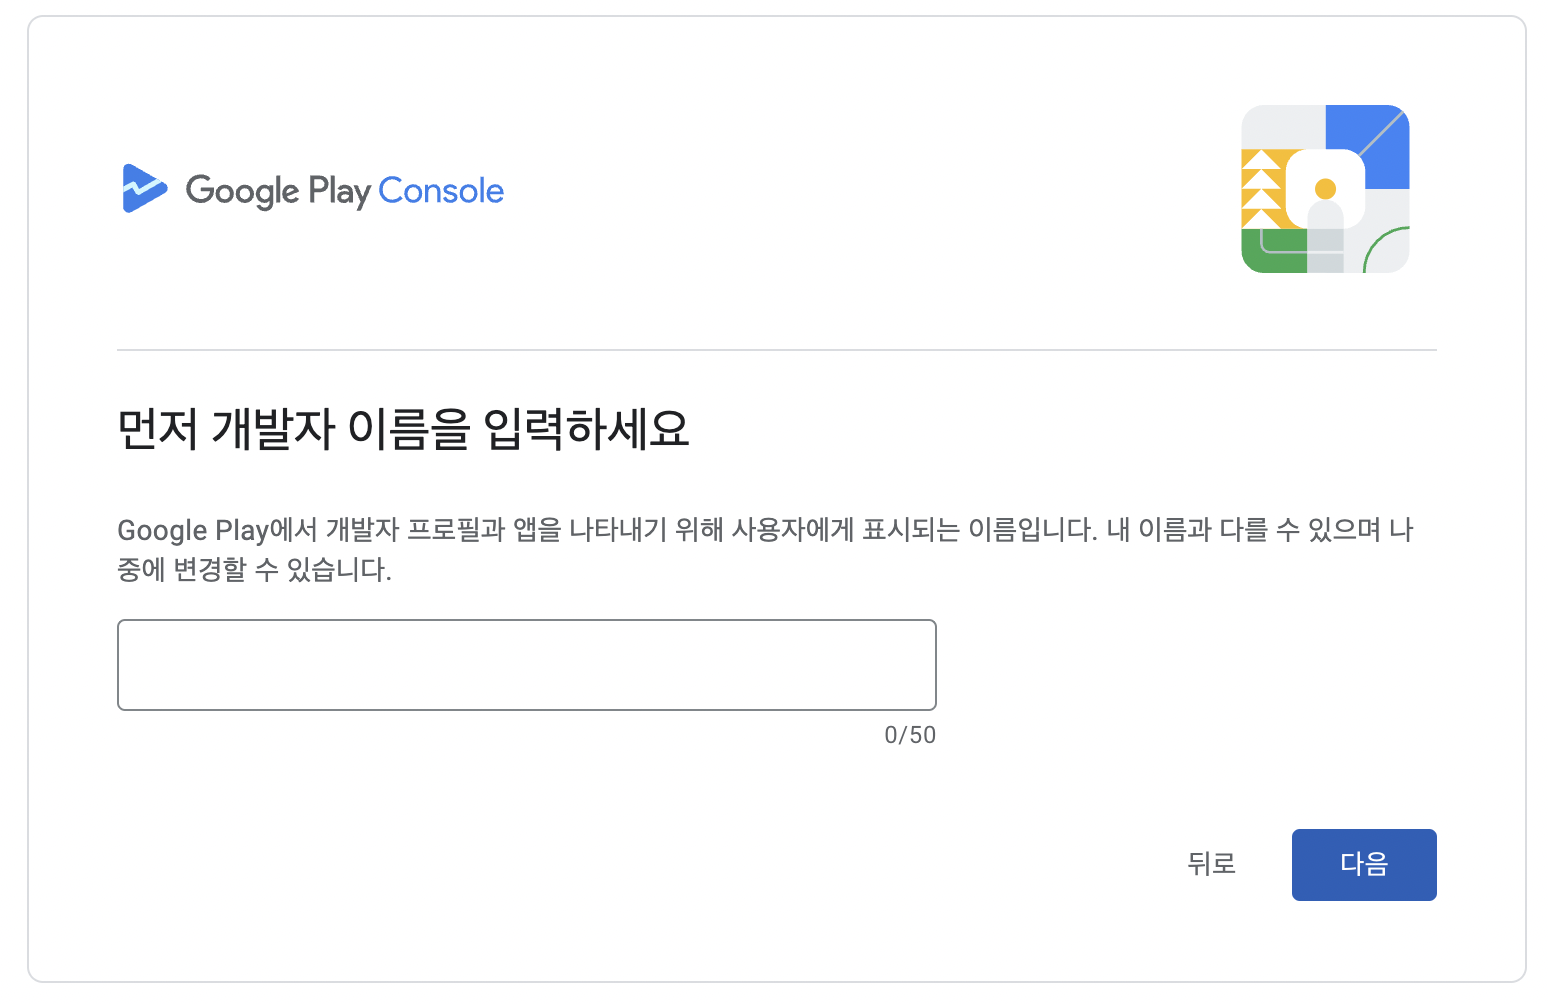 Google Play Console
먼저 개발자 이름을 입력하세요
Google Play에서 개발자 프로필과 앱을 나타내기 위해 사용자에게 표시되는 이름입니다. 내 이름과 다를 수 있으며 나
중에 변경할 수 있습니다.
0/50
뒤로 다음